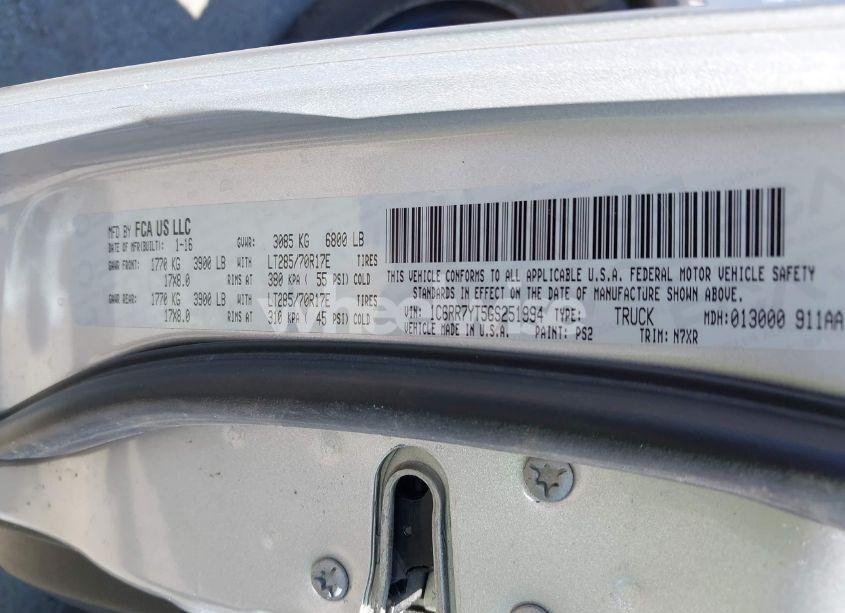 MFD BY FCA US LLC
DATE OF MFR(BUILT): 1-16 GVWR: 3085 KG 6800 LB
GAWR FRONT: 1770 KG 3900 LB WITH LT285/70R17E TIRES
17X8.0 RIMS AT 380 KPA ( 55 PSI) COLD
GAWR REAR: 1770 KG 3900 LB WITH LT285/70R17E TIRES
17X8.0 RIMS AT 310 KPA ( 45 PSI) COLD
THIS VEHICLE CONFORMS TO ALL APPLICABLE U.S.A. FEDERAL MOTOR VEHICLE SAFETY
STANDARDS IN EFFECT ON THE DATE OF MANUFACTURE SHOWN ABOVE.
VIN: 1C6RR7YT5GS251994 TYPE: TRUCK MDH:013000 911AA
VEHICLE MADE IN U.S.A. PAINT: PS2 TRIM: N7XR